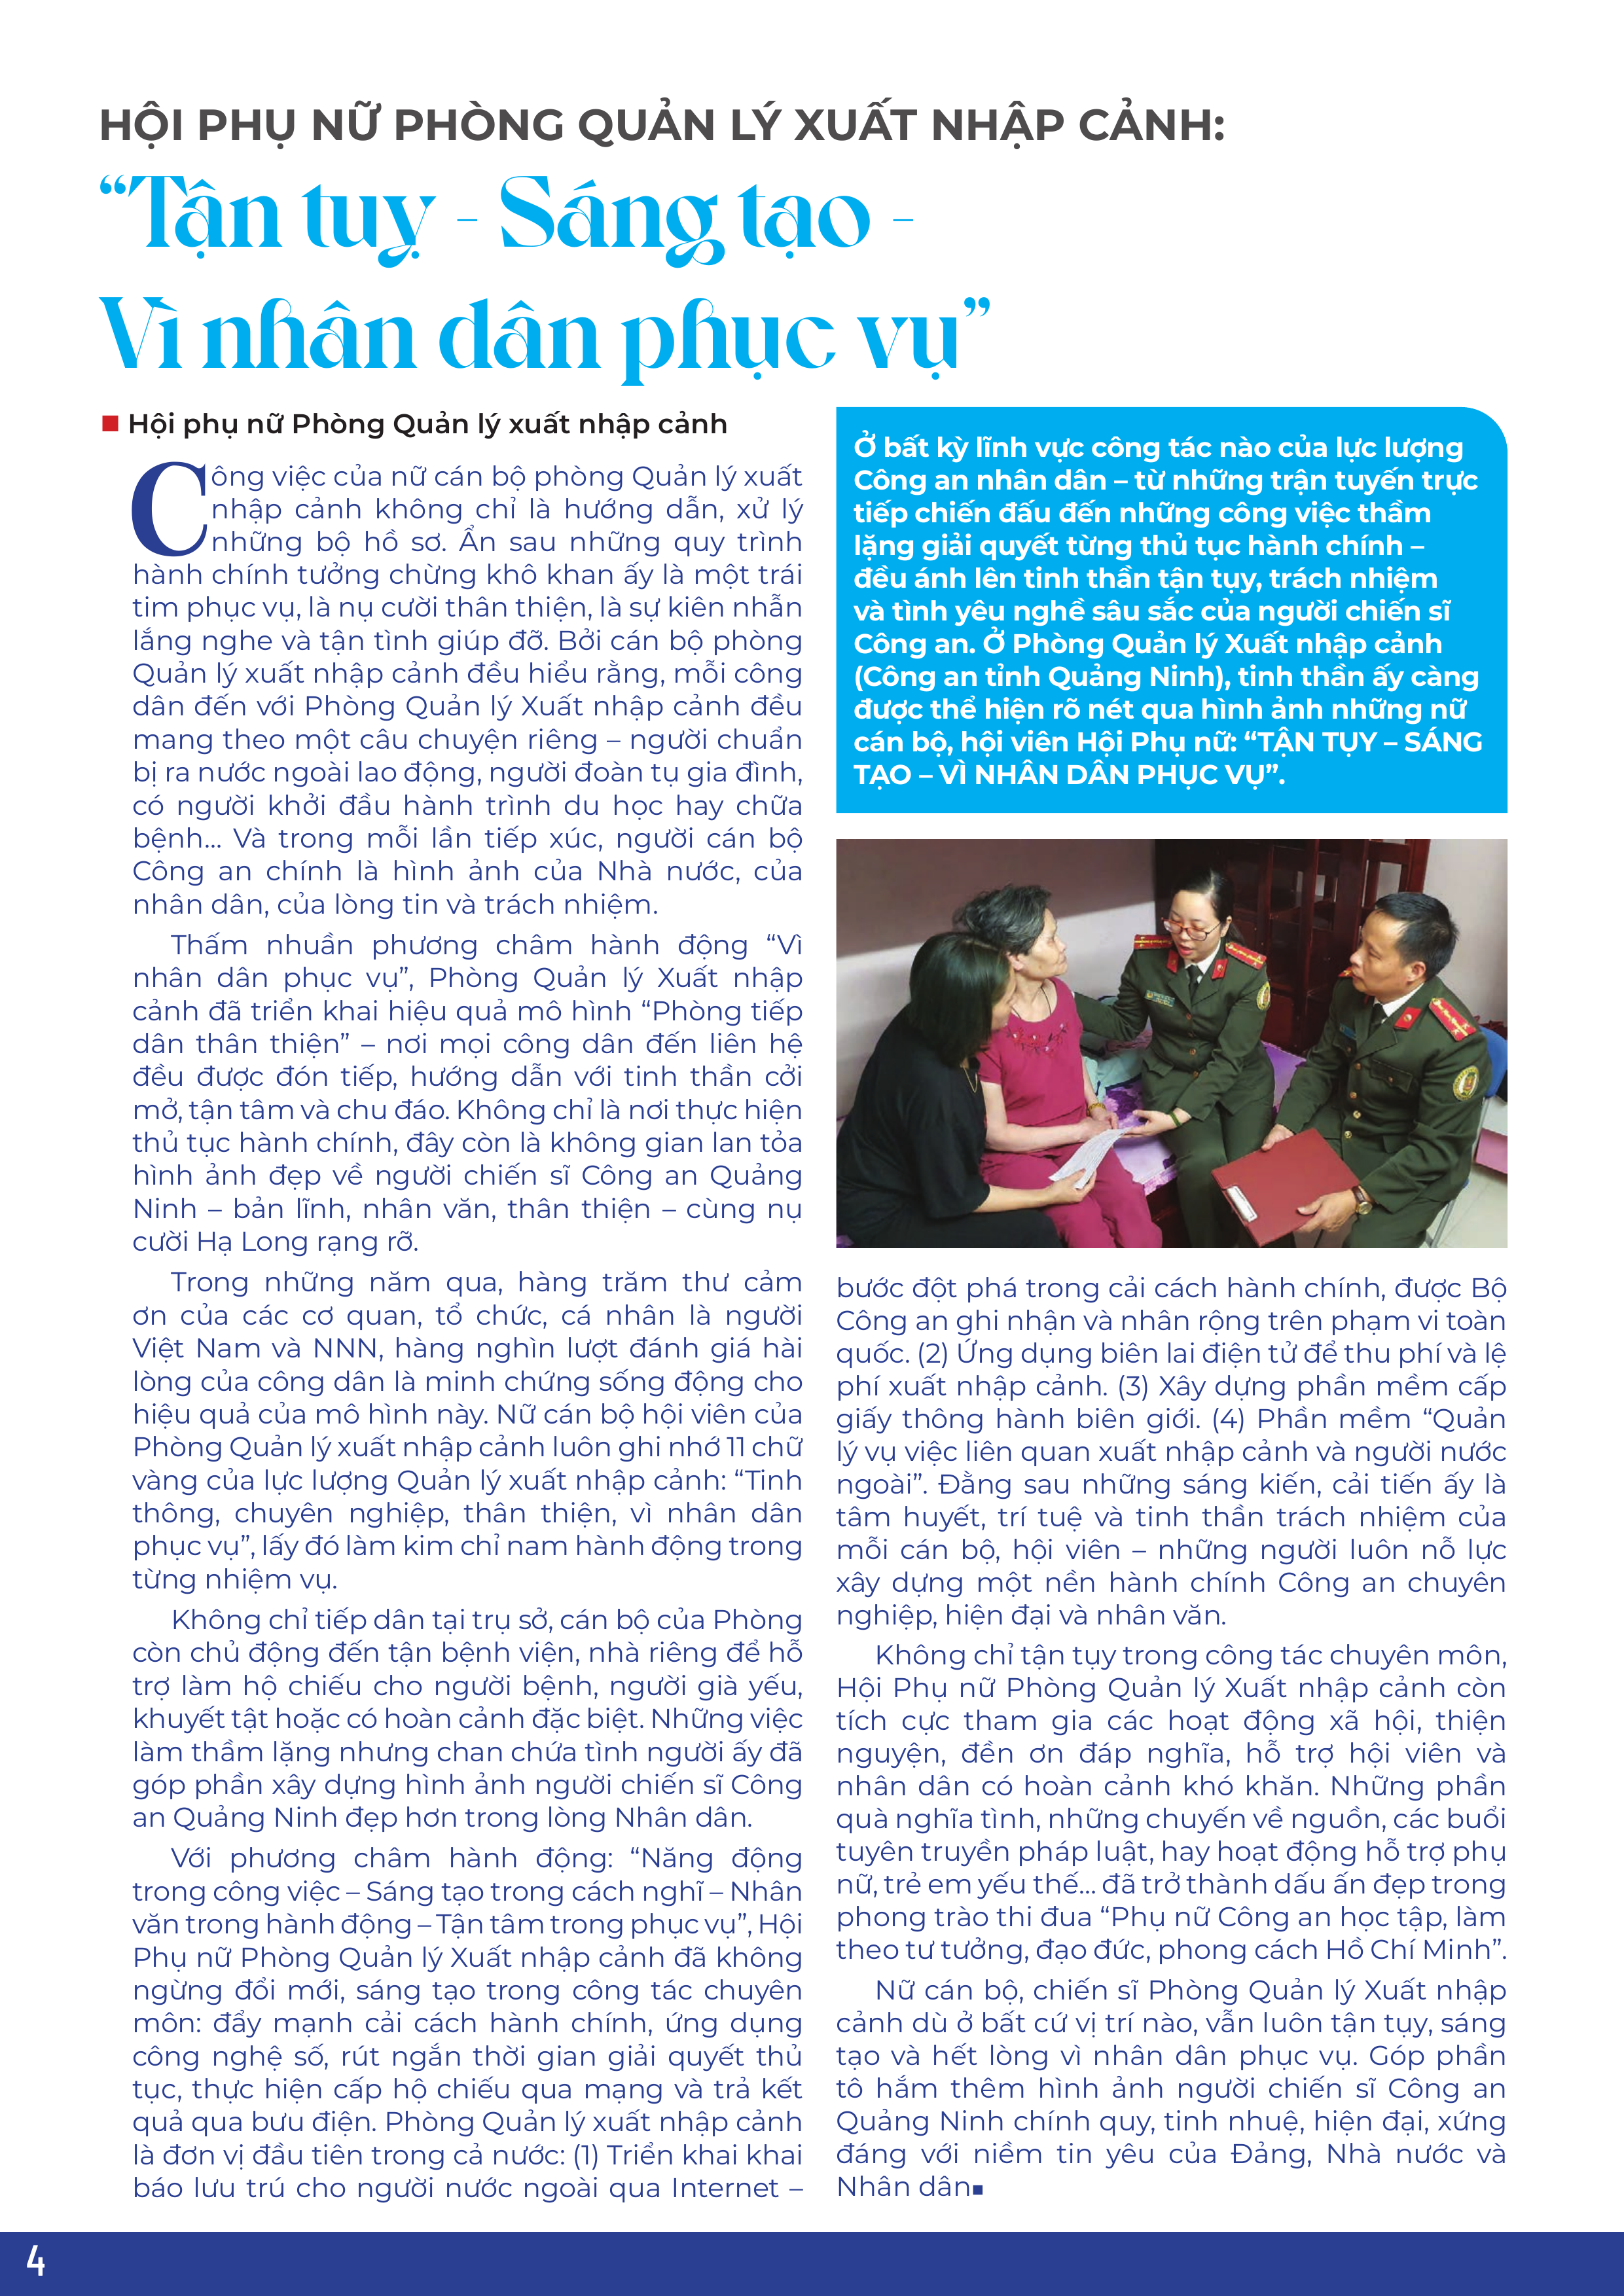 HỘI PHỤ NỮ PHÒNG QUẢN LÝ XUẤT NHẬP CẢNH:
“Tận tuỵ - Sáng tạo -
Vì nhân dân phục vụ”
Hội phụ nữ Phòng Quản lý xuất nhập cảnh
Công việc của nữ cán bộ phòng Quản lý xuất
nhập cảnh không chỉ là hướng dẫn, xử lý
những bộ hồ sơ. Ẩn sau những quy trình
hành chính tưởng chừng khô khan ấy là một trái
tim phục vụ, là nụ cười thân thiện, là sự kiên nhẫn
lắng nghe và tận tình giúp đỡ. Bởi cán bộ phòng
Quản lý xuất nhập cảnh đều hiểu rằng, mỗi công
dân đến với Phòng Quản lý Xuất nhập cảnh đều
mang theo một câu chuyện riêng – người chuẩn
bị ra nước ngoài lao động, người đoàn tụ gia đình,
có người khởi đầu hành trình du học hay chữa
bệnh... Và trong mỗi lần tiếp xúc, người cán bộ
Công an chính là hình ảnh của Nhà nước, của
nhân dân, của lòng tin và trách nhiệm.
Thấm nhuần phương châm hành động “Vì
nhân dân phục vụ”, Phòng Quản lý Xuất nhập
cảnh đã triển khai hiệu quả mô hình “Phòng tiếp
dân thân thiện” – nơi mọi công dân đến liên hệ
đều được đón tiếp, hướng dẫn với tinh thần cởi
mở, tận tâm và chu đáo. Không chỉ là nơi thực hiện
thủ tục hành chính, đây còn là không gian lan tỏa
hình ảnh đẹp về người chiến sĩ Công an Quảng
Ninh – bản lĩnh, nhân văn, thân thiện – cùng nụ
cười Hạ Long rạng rỡ.
Trong những năm qua, hàng trăm thư cảm
ơn của các cơ quan, tổ chức, cá nhân là người
Việt Nam và NNN, hàng nghìn lượt đánh giá hài
lòng của công dân là minh chứng sống động cho
hiệu quả của mô hình này. Nữ cán bộ hội viên của
Phòng Quản lý xuất nhập cảnh luôn ghi nhớ 11 chữ
vàng của lực lượng Quản lý xuất nhập cảnh: “Tinh
thông, chuyên nghiệp, thân thiện, vì nhân dân
phục vụ”, lấy đó làm kim chỉ nam hành động trong
từng nhiệm vụ.
Không chỉ tiếp dân tại trụ sở, cán bộ của Phòng
còn chủ động đến tận bệnh viện, nhà riêng để hỗ
trợ làm hộ chiếu cho người bệnh, người già yếu,
khuyết tật hoặc có hoàn cảnh đặc biệt. Những việc
làm thầm lặng nhưng chan chứa tình người ấy đã
góp phần xây dựng hình ảnh người chiến sĩ Công
an Quảng Ninh đẹp hơn trong lòng Nhân dân.
Với phương châm hành động: “Năng động
trong công việc – Sáng tạo trong cách nghĩ – Nhân
văn trong hành động – Tận tâm trong phục vụ”, Hội
Phụ nữ Phòng Quản lý Xuất nhập cảnh đã không
ngừng đổi mới, sáng tạo trong công tác chuyên
môn: đẩy mạnh cải cách hành chính, ứng dụng
công nghệ số, rút ngắn thời gian giải quyết thủ
tục, thực hiện cấp hộ chiếu qua mạng và trả kết
quả qua bưu điện. Phòng Quản lý xuất nhập cảnh
là đơn vị đầu tiên trong cả nước: (1) Triển khai khai
báo lưu trú cho người nước ngoài qua Internet –
Ở bất kỳ lĩnh vực công tác nào của lực lượng
Công an nhân dân – từ những trận tuyến trực
tiếp chiến đấu đến những công việc thầm
lặng giải quyết từng thủ tục hành chính –
đều ánh lên tinh thần tận tụy, trách nhiệm
và tình yêu nghề sâu sắc của người chiến sĩ
Công an. Ở Phòng Quản lý Xuất nhập cảnh
(Công an tỉnh Quảng Ninh), tinh thần ấy càng
được thể hiện rõ nét qua hình ảnh những nữ
cán bộ, hội viên Hội Phụ nữ: “TẬN TỤY – SÁNG
TẠO – VÌ NHÂN DÂN PHỤC VỤ”.
bước đột phá trong cải cách hành chính, được Bộ
Công an ghi nhận và nhân rộng trên phạm vi toàn
quốc. (2) Ứng dụng biên lai điện tử để thu phí và lệ
phí xuất nhập cảnh. (3) Xây dựng phần mềm cấp
giấy thông hành biên giới. (4) Phần mềm “Quản
lý vụ việc liên quan xuất nhập cảnh và người nước
ngoài”. Đằng sau những sáng kiến, cải tiến ấy là
tâm huyết, trí tuệ và tinh thần trách nhiệm của
mỗi cán bộ, hội viên – những người luôn nỗ lực
xây dựng một nền hành chính Công an chuyên
nghiệp, hiện đại và nhân văn.
Không chỉ tận tụy trong công tác chuyên môn,
Hội Phụ nữ Phòng Quản lý Xuất nhập cảnh còn
tích cực tham gia các hoạt động xã hội, thiện
nguyện, đền ơn đáp nghĩa, hỗ trợ hội viên và
nhân dân có hoàn cảnh khó khăn. Những phần
quà nghĩa tình, những chuyến về nguồn, các buổi
tuyên truyền pháp luật, hay hoạt động hỗ trợ phụ
nữ, trẻ em yếu thế... đã trở thành dấu ấn đẹp trong
phong trào thi đua “Phụ nữ Công an học tập, làm
theo tư tưởng, đạo đức, phong cách Hồ Chí Minh”.
Nữ cán bộ, chiến sĩ Phòng Quản lý Xuất nhập
cảnh dù ở bất cứ vị trí nào, vẫn luôn tận tụy, sáng
tạo và hết lòng vì nhân dân phục vụ. Góp phần
tô hắm thêm hình ảnh người chiến sĩ Công an
Quảng Ninh chính quy, tinh nhuệ, hiện đại, xứng
đáng với niềm tin yêu của Đảng, Nhà nước và
Nhân dân
4